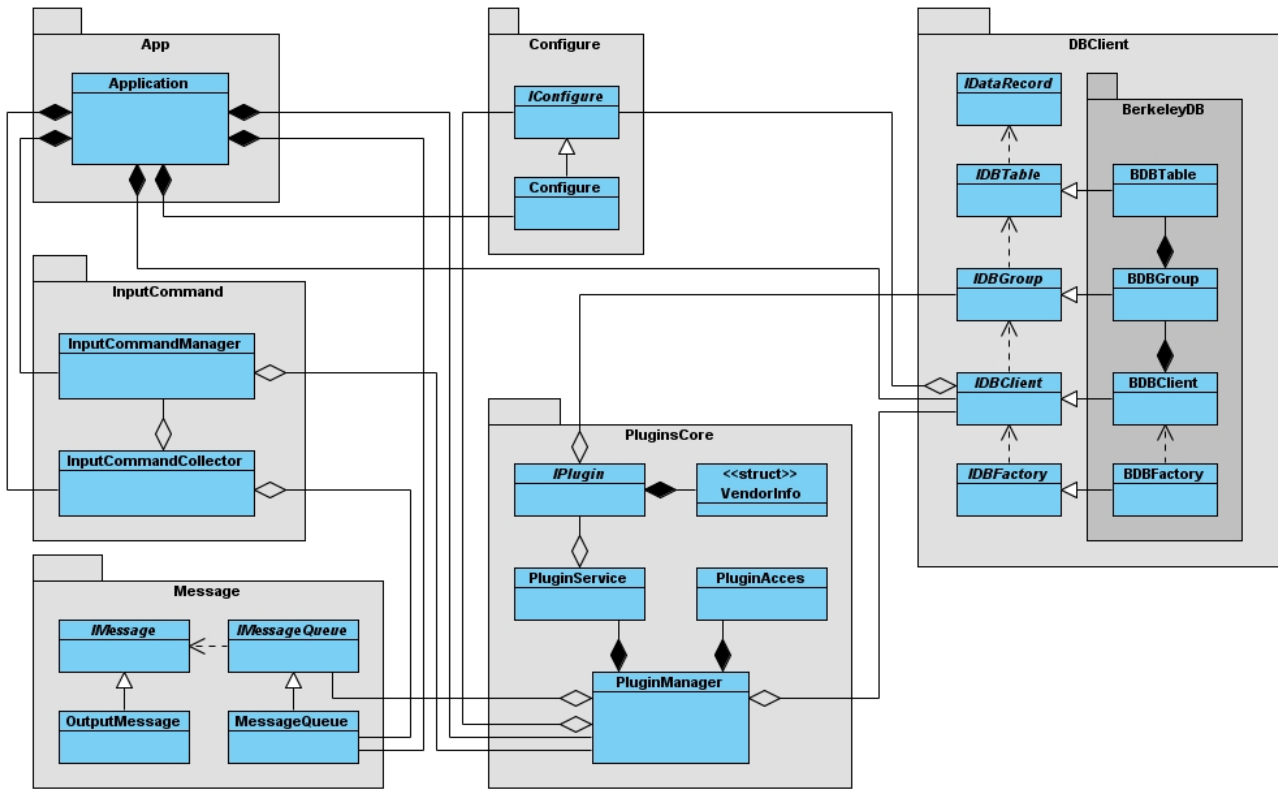 App
Application
Configure
IConfigure
Configure
DBClient
IDataRecord
BerkeleyDB
IDBTable
BDBTable
IDBGroup
BDBGroup
IDBClient
BDBClient
IDBFactory
BDBFactory
InputCommand
InputCommandManager
InputCommandCollector
PluginsCore
IPlugin
<<struct>>
VendorInfo
PluginService
PluginAcces
PluginManager
Message
IMessage
IMessageQueue
OutputMessage
MessageQueue